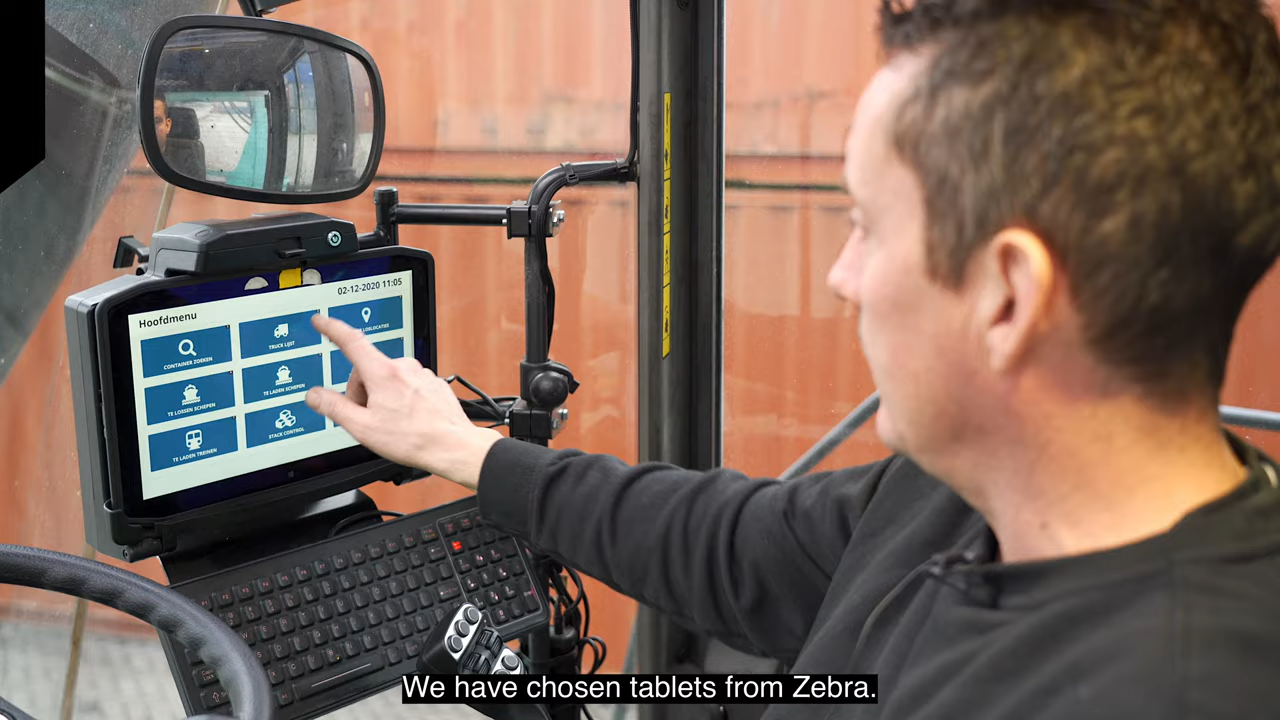 02-12-2020 11:05
Hoofdmenu
CONTAINER ZOEKEN
TRUCK LIJST
LOSLOCATIES
TE LOSSEN SCHEPEN
TE LADEN SCHEPEN
TE LADEN TREINEN
STACK CONTROL
We have chosen tablets from Zebra.